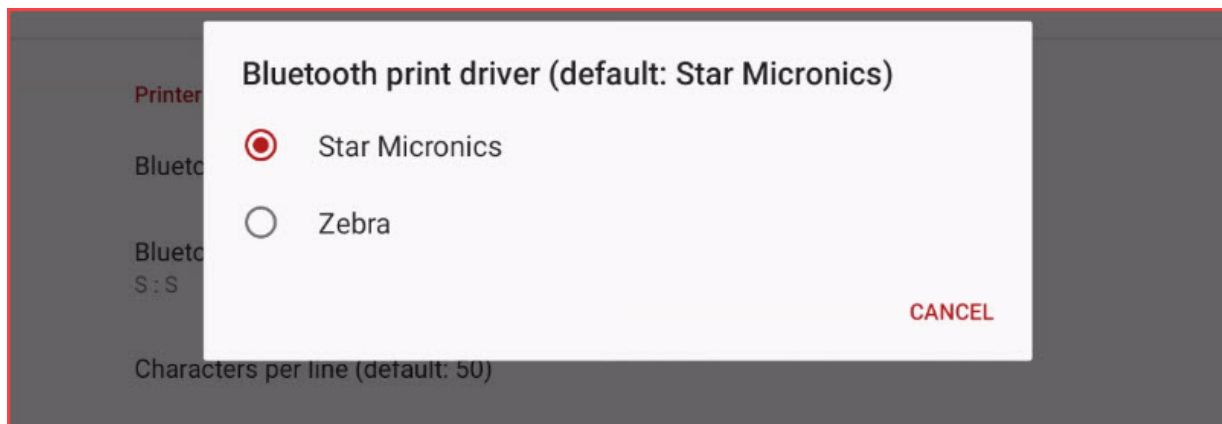 Bluetooth print driver (default: Star Micronics)
Printer
Star Micronics
Zebra
S : S
CANCEL
Characters per line (default: 50)